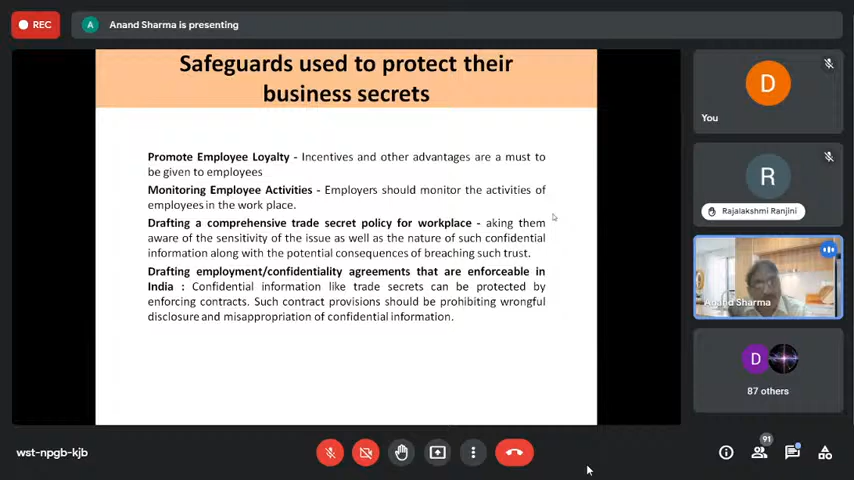 REC
A
Anand Sharma is presenting
Safeguards used to protect their
business secrets
Promote Employee Loyalty - Incentives and other advantages are a must to
be given to employees
Monitoring Employee Activities - Employers should monitor the activities of
employees in the work place.
Drafting a comprehensive trade secret policy for workplace - aking them
aware of the sensitivity of the issue as well as the nature of such confidential
information along with the potential consequences of breaching such trust.
Drafting employment/confidentiality agreements that are enforceable in
India : Confidential information like trade secrets can be protected by
enforcing contracts. Such contract provisions should be prohibiting wrongful
disclosure and misappropriation of confidential information.
D
You
R
Rajalakshmi Ranjini
Anand Sharma
D
87 others
wst-npgb-kjb
91